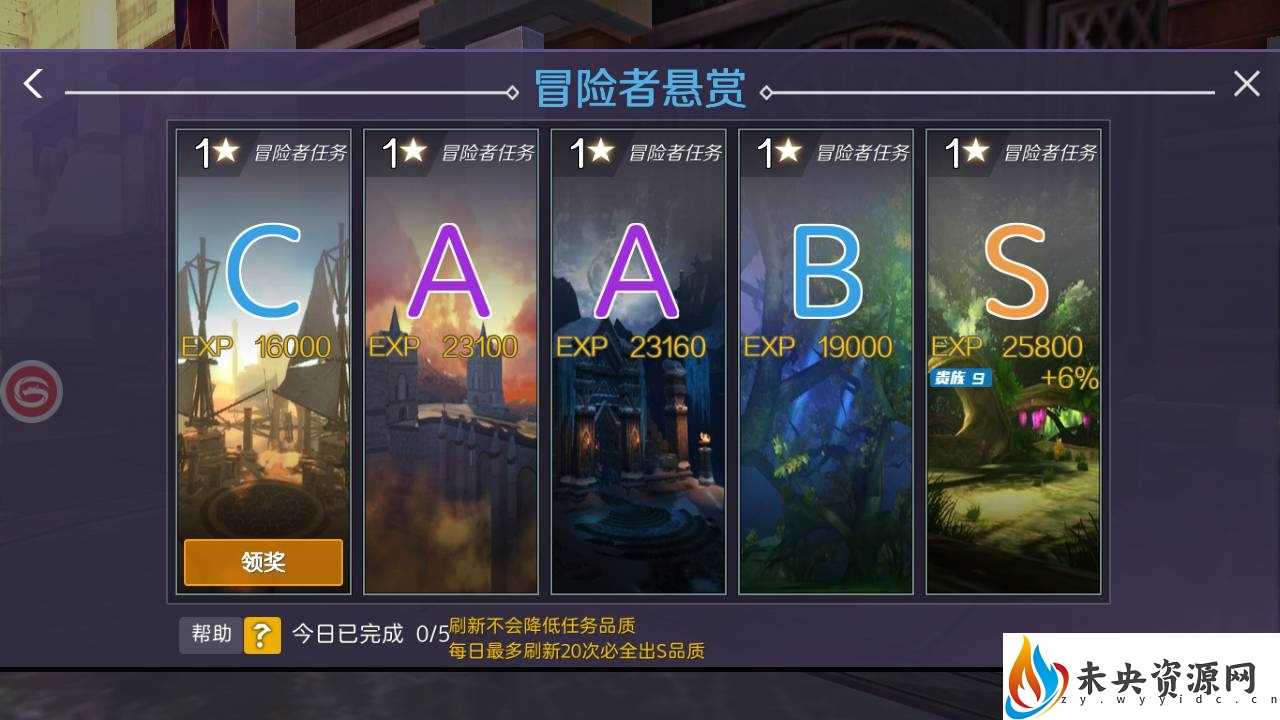 冒险者悬赏
1★ 冒险者任务
C
EXP 16000
领奖
1★ 冒险者任务
A
EXP 23100
1★ 冒险者任务
A
EXP 23160
1★ 冒险者任务
B
EXP 19000
1★ 冒险者任务
S
EXP 25800
贵族 9 +6%
帮助 ? 今日已完成 0/5
刷新不会降低任务品质
每日最多刷新20次必全出S品质
未央资源网
zy.wyyidc.cn